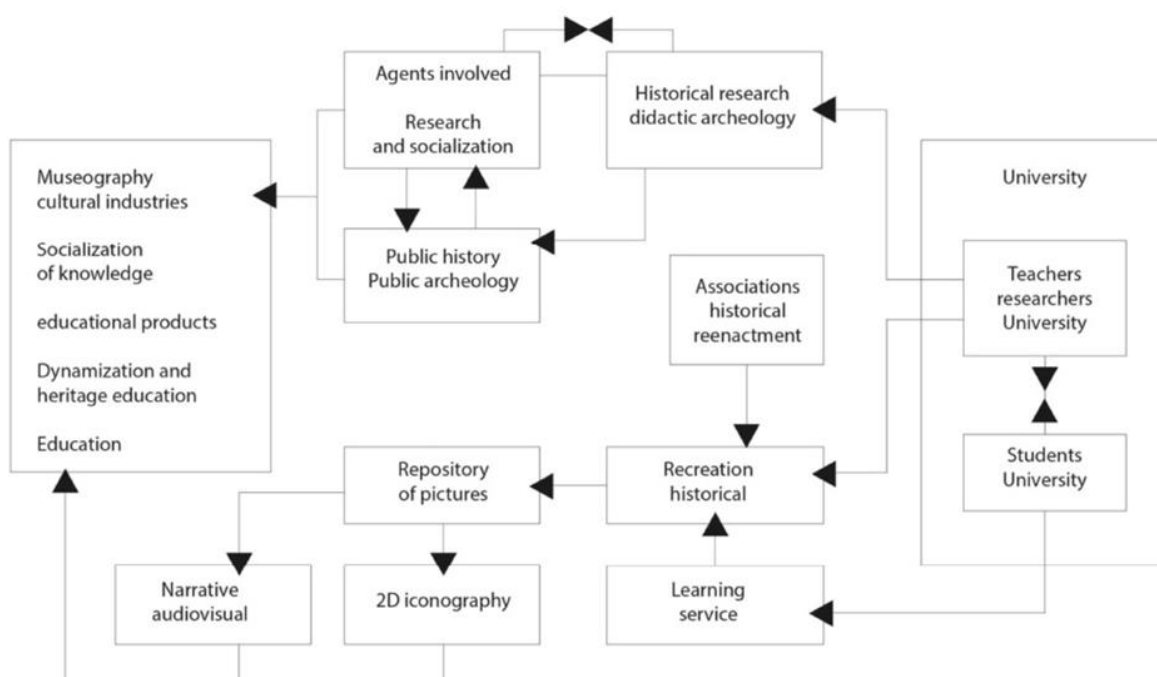 Agents involved
Research
and socialization
Historical research
didactic archeology
Museography
cultural industries
Socialization
of knowledge
educational products
Dynamization and
heritage education
Education
Public history
Public archeology
University
Associations
historical
reenactment
Teachers
researchers
University
Students
University
Repository
of pictures
Recreation
historical
Narrative
audiovisual
2D iconography
Learning
service